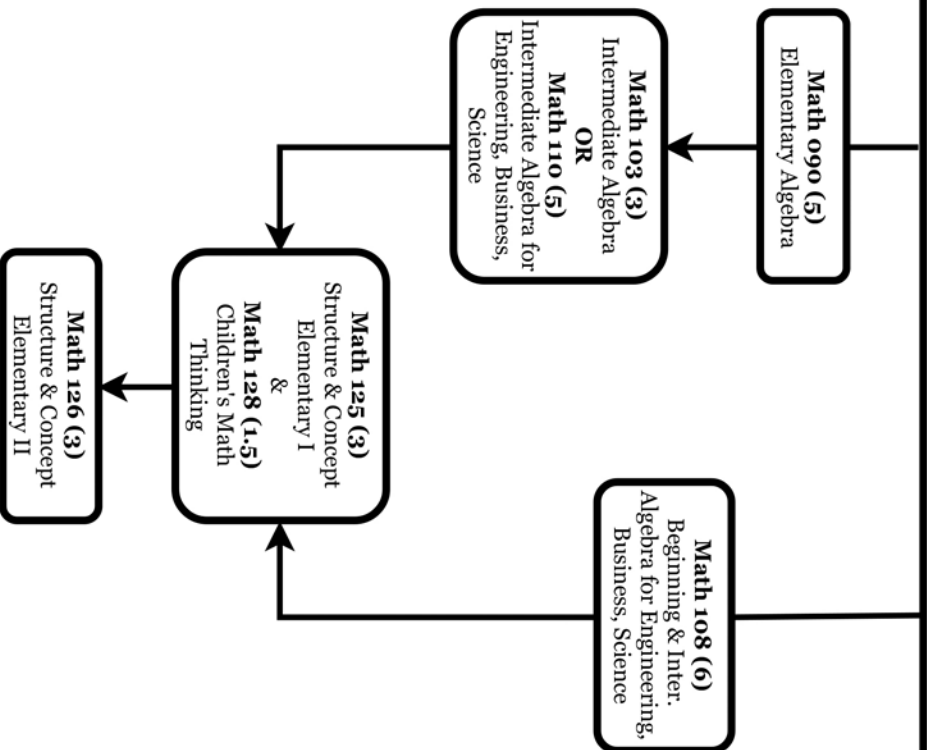 Math 090 (5)
Elementary Algebra
Math 103 (3)
Intermediate Algebra
OR
Math 110 (5)
Intermediate Algebra for
Engineering, Business,
Science
Math 108 (6)
Beginning & Inter.
Algebra for Engineering,
Business, Science
Math 125 (3)
Structure & Concept
Elementary I
&
Math 128 (1.5)
Children's Math
Thinking
Math 126 (3)
Structure & Concept
Elementary II